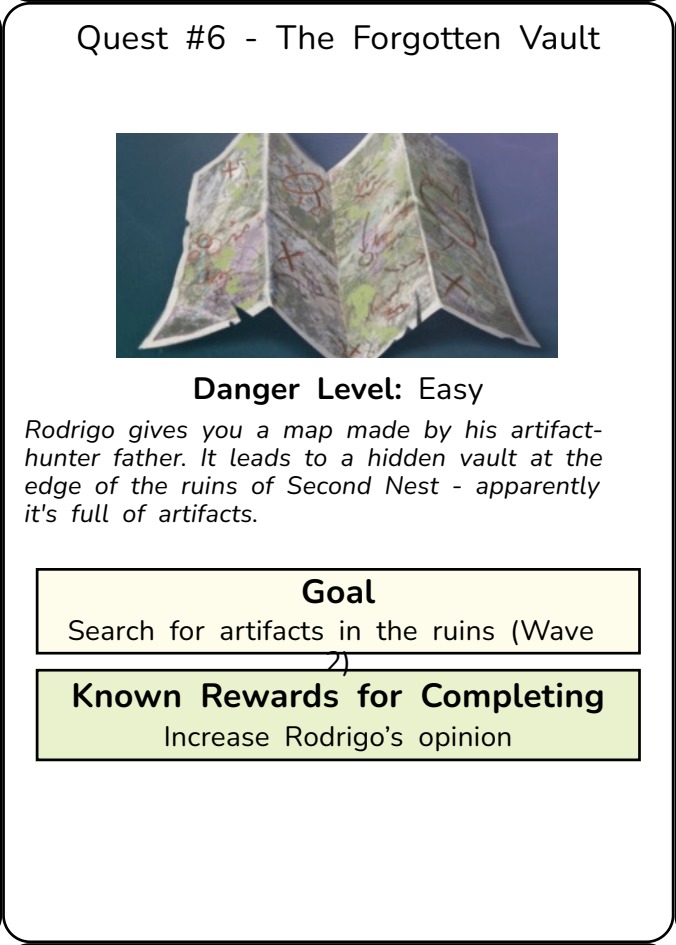 Quest #6 - The Forgotten Vault
Danger Level: Easy
Rodrigo gives you a map made by his artifact-
hunter father. It leads to a hidden vault at the
edge of the ruins of Second Nest - apparently
it's full of artifacts.
Goal
Search for artifacts in the ruins (Wave
2)
Known Rewards for Completing
Increase Rodrigo’s opinion